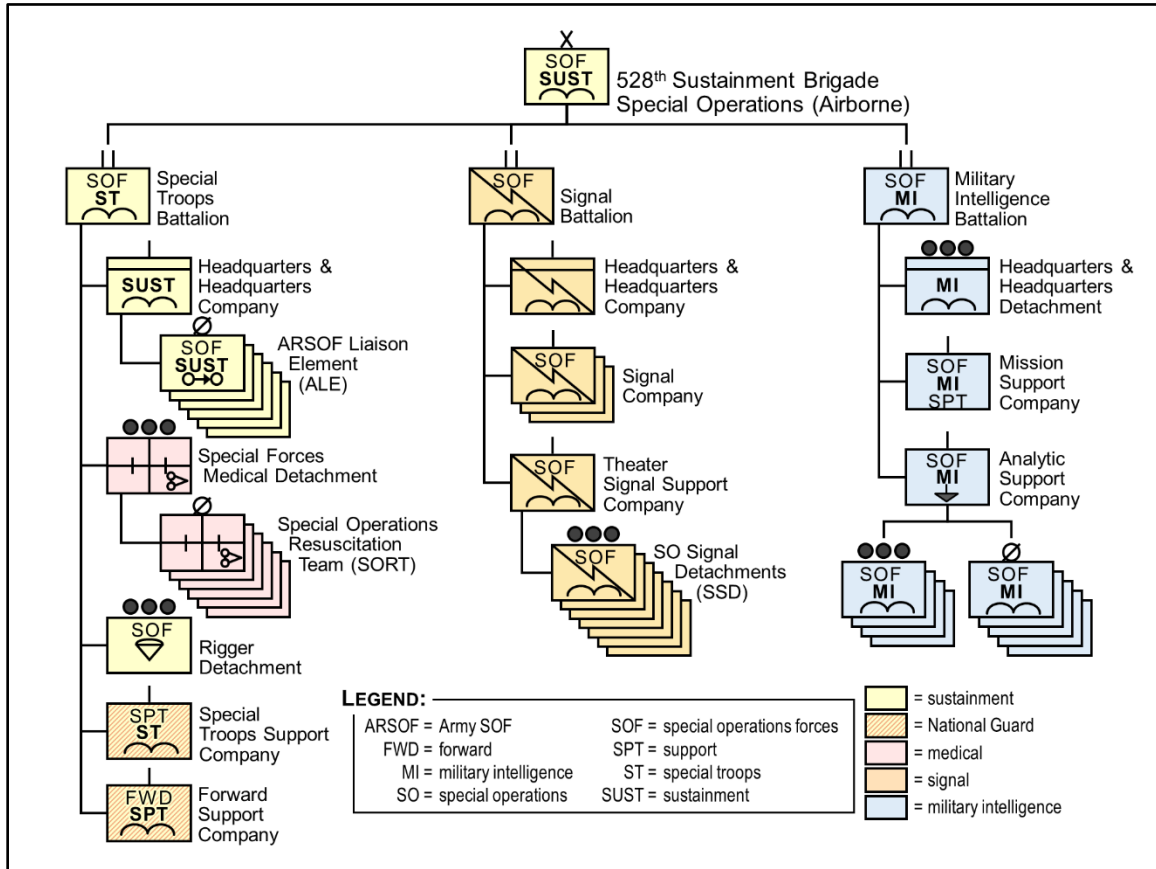 X
SOF
SUST
528th Sustainment Brigade
Special Operations (Airborne)
SOF
ST
Special
Troops
Battalion
SUST
Headquarters &
Headquarters
Company
SOF
SUST
ARSOF Liaison
Element
(ALE)
Special Forces
Medical Detachment
Special Operations
Resuscitation
Team (SORT)
SOF
Rigger
Detachment
SPT
ST
Special
Troops Support
Company
FWD
SPT
Forward
Support
Company
SOF
Signal
Battalion
Headquarters &
Headquarters
Company
SOF
Signal
Company
SOF
Theater
Signal Support
Company
SOF
SO Signal
Detachments
(SSD)
SOF
MI
Military
Intelligence
Battalion
MI
Headquarters &
Headquarters
Detachment
SOF
MI
SPT
Mission
Support
Company
SOF
MI
Analytic
Support
Company
SOF
MI
SOF
MI
LEGEND:
ARSOF = Army SOF
FWD = forward
MI = military intelligence
SO = special operations
SOF = special operations forces
SPT = support
ST = special troops
SUST = sustainment
= sustainment
= National Guard
= medical
= signal
= military intelligence